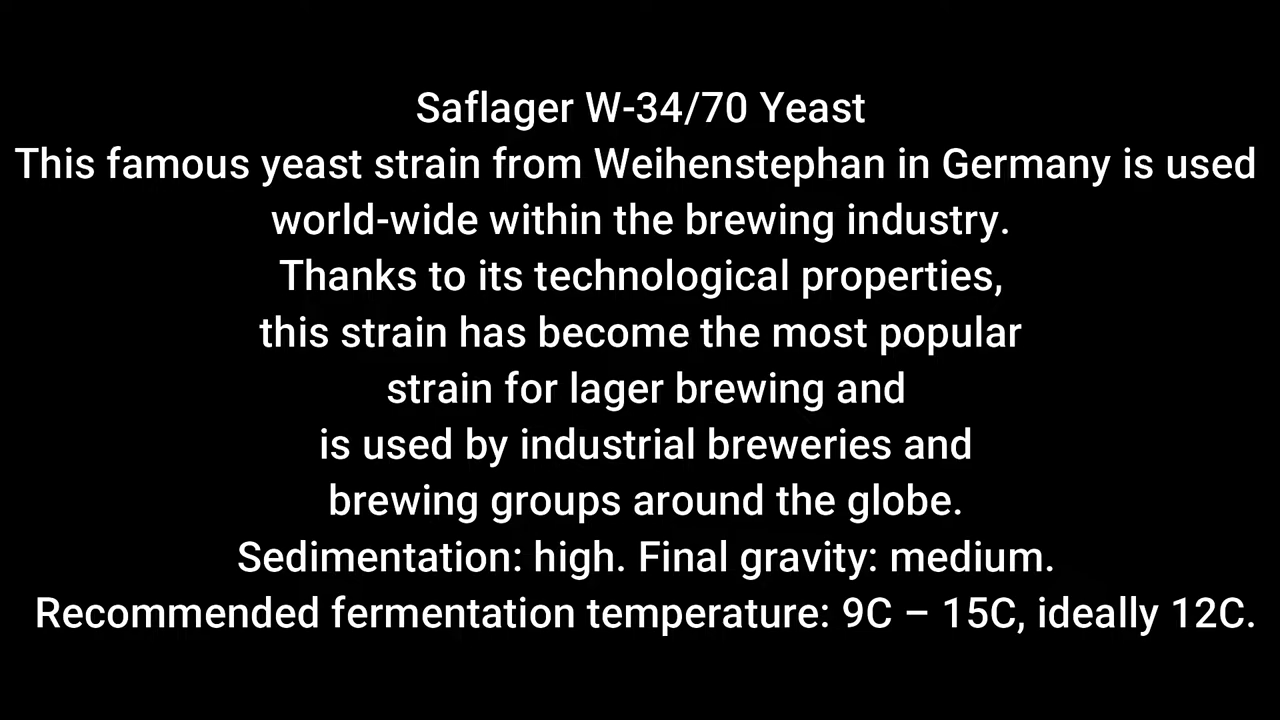 Saflager W-34/70 Yeast
This famous yeast strain from Weihenstephan in Germany is used
world-wide within the brewing industry.
Thanks to its technological properties,
this strain has become the most popular
strain for lager brewing and
is used by industrial breweries and
brewing groups around the globe.
Sedimentation: high. Final gravity: medium.
Recommended fermentation temperature: 9C – 15C, ideally 12C.